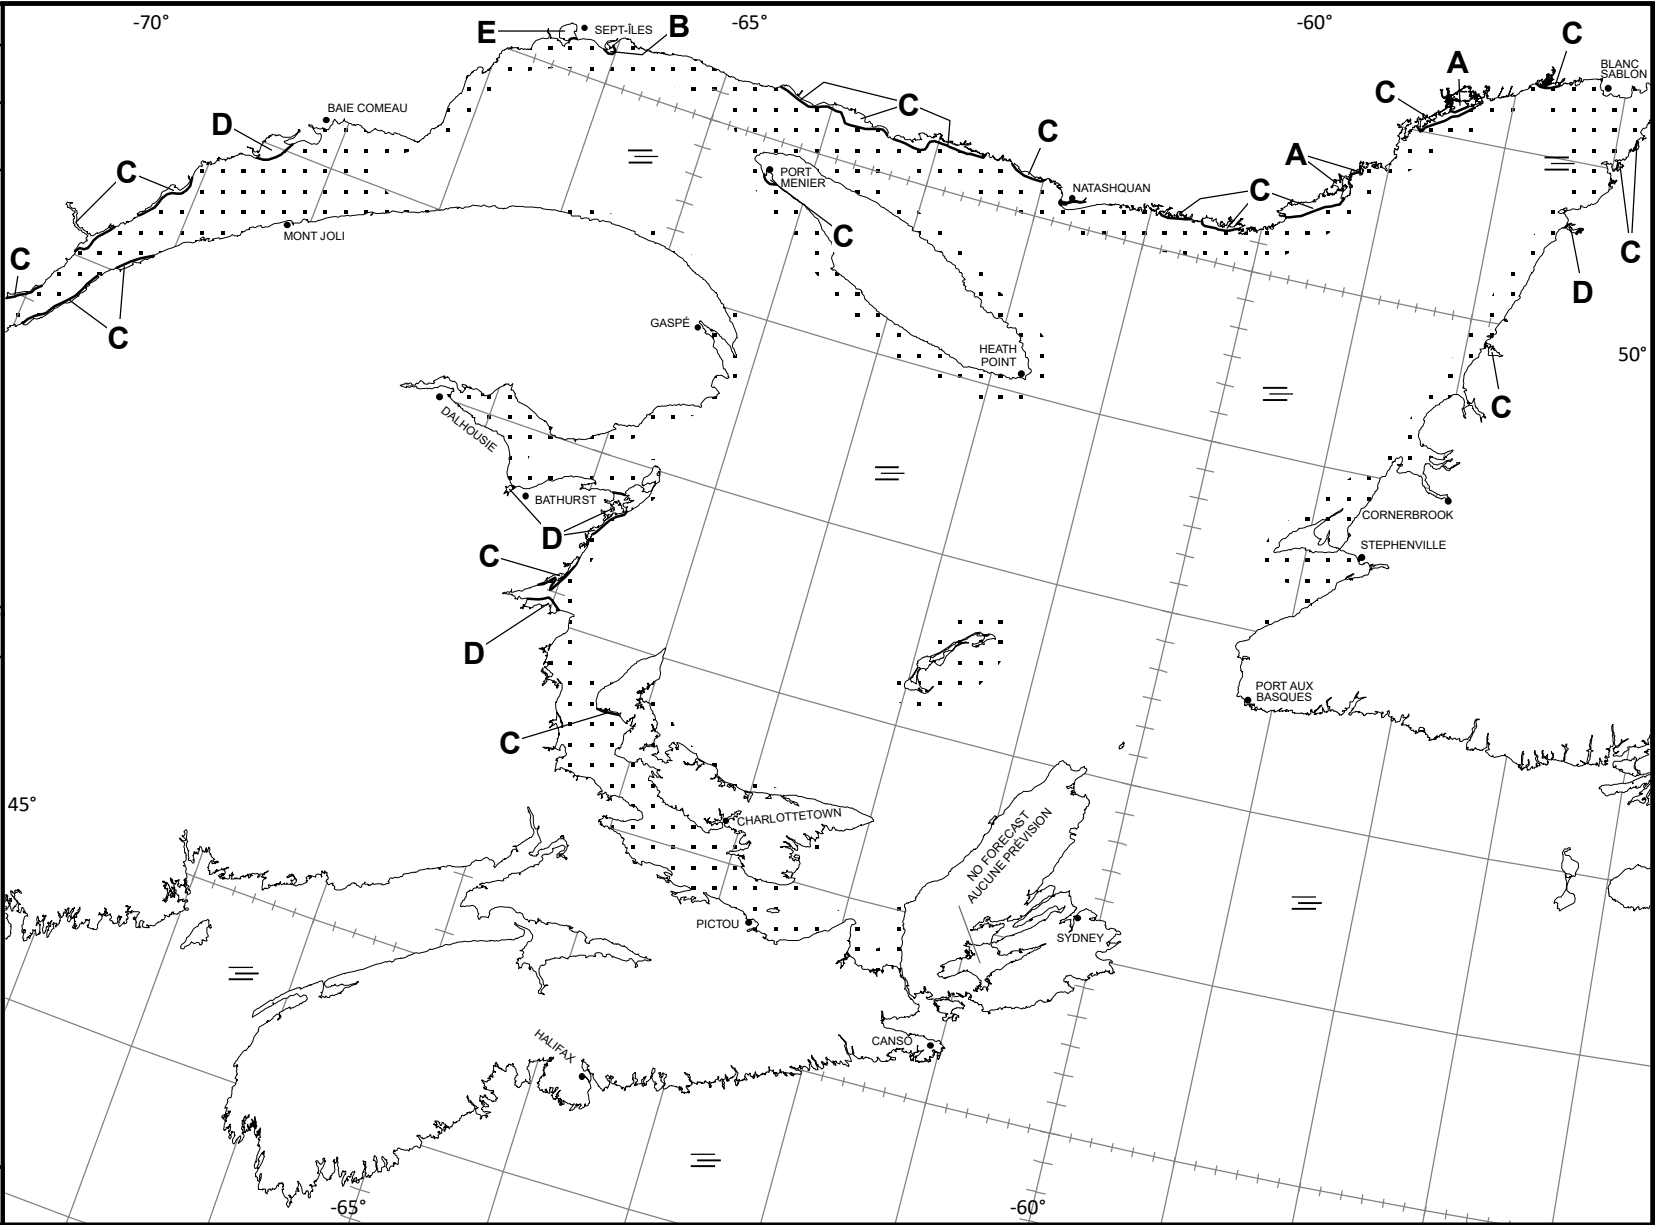 -70°
-65°
-60°
E
SEPT-ÎLES
B
C
BLANC
SABLON
A
C
C
BAIE COMEAU
D
C
A
C
PORT
MENIER
NATASHQUAN
C
C
MONT JOLI
C
C
C
D
C
GASPÉ
HEATH
POINT
50°
DALHOUSIE
C
BATHURST
CORNERBROOK
D
STEPHENVILLE
C
D
PORT AUX
BASQUES
C
45°
CHARLOTTETOWN
NO FORECAST
AUCUNE PRÉVISION
PICTOU
SYDNEY
HALIFAX
CANSO
-65°
-60°